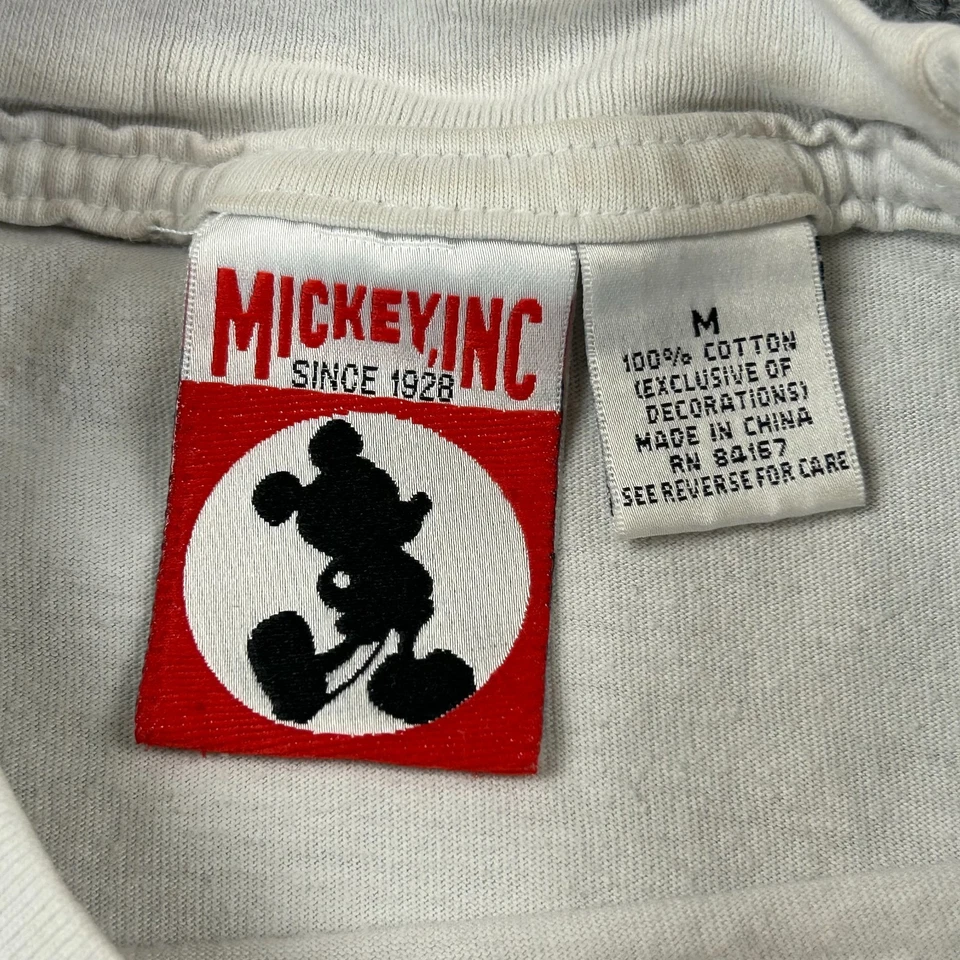 MICKEY,INC
SINCE 1928
M
100% COTTON
(EXCLUSIVE OF
DECORATIONS)
MADE IN CHINA
RN 84167
SEE REVERSE FOR CARE